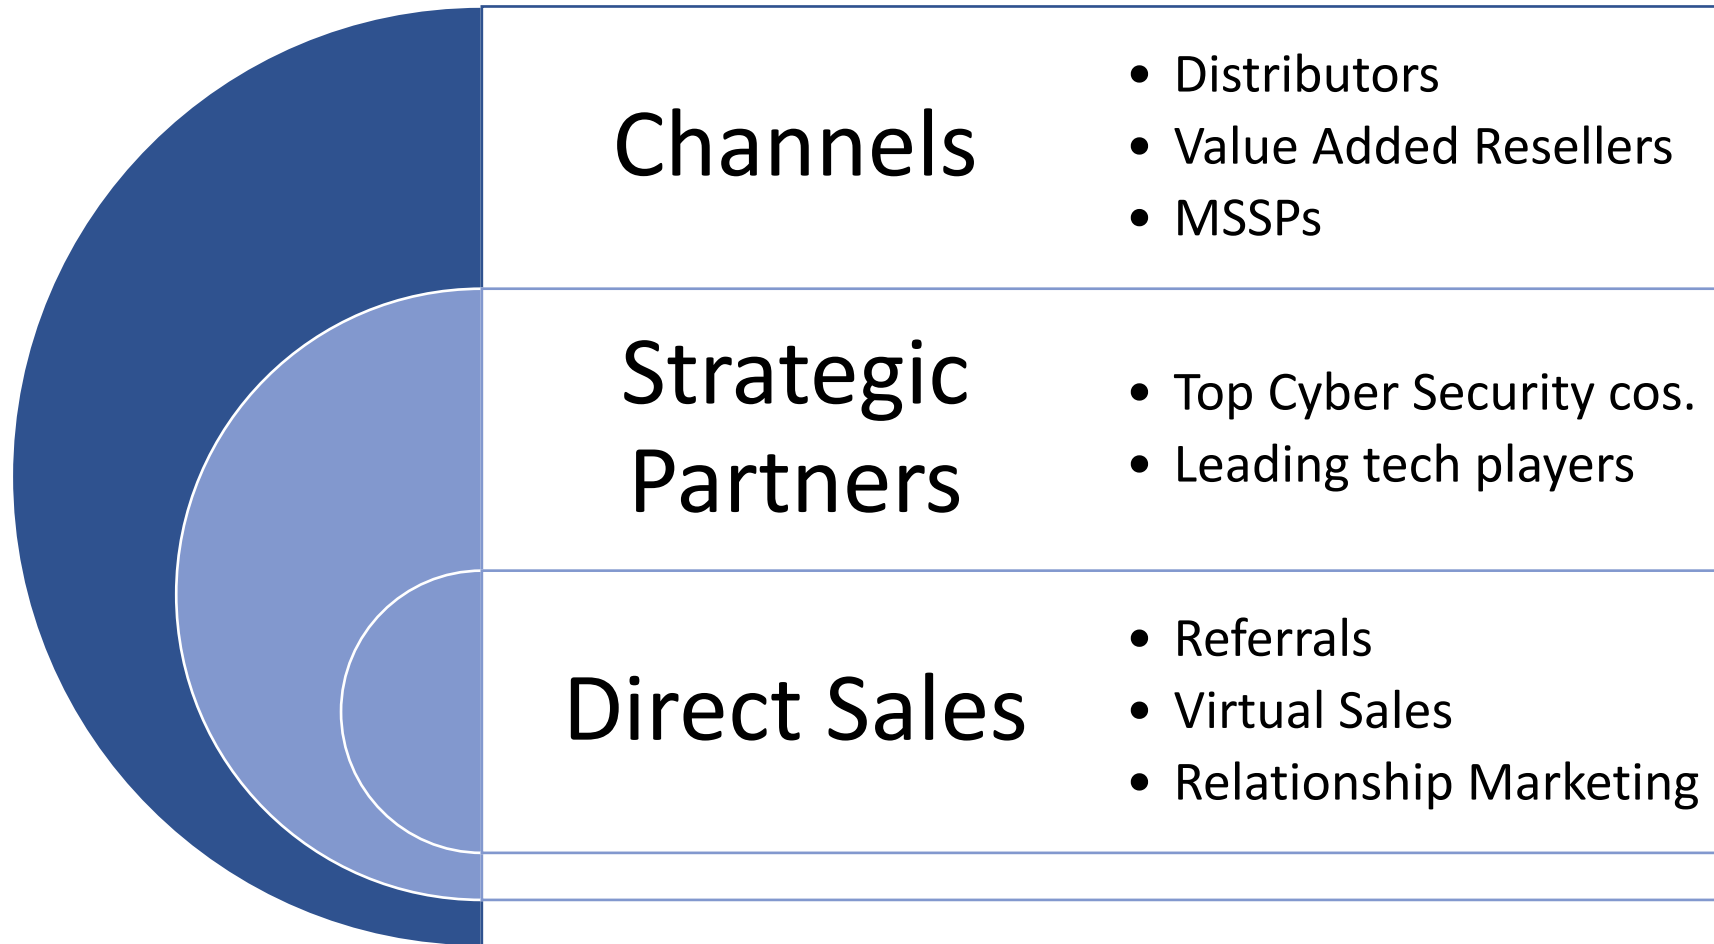 Channels
• Distributors
• Value Added Resellers
• MSSPs
Strategic
Partners
• Top Cyber Security cos.
• Leading tech players
Direct Sales
• Referrals
• Virtual Sales
• Relationship Marketing